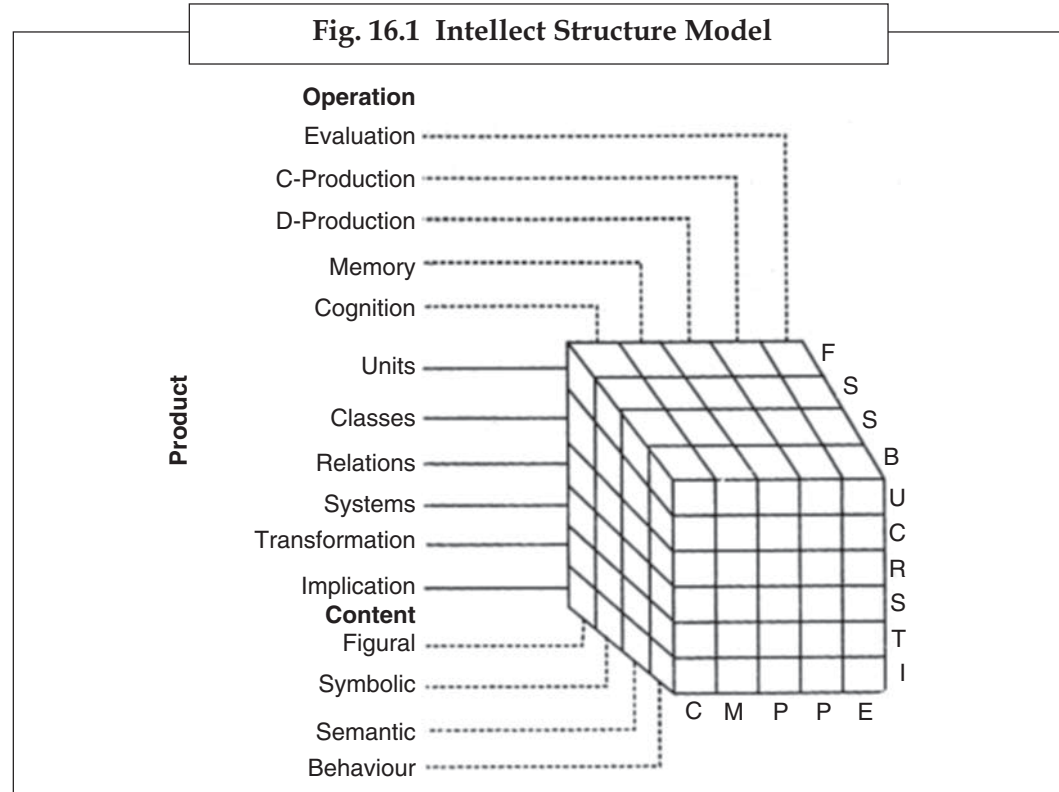 Fig. 16.1 Intellect Structure Model
Operation
Evaluation
C-Production
D-Production
Memory
Cognition
Product
Units
Classes
Relations
Systems
Transformation
Implication
Content
Figural
Symbolic
Semantic
Behaviour
F
S
S
B
U
C
R
S
T
I
C M P P E